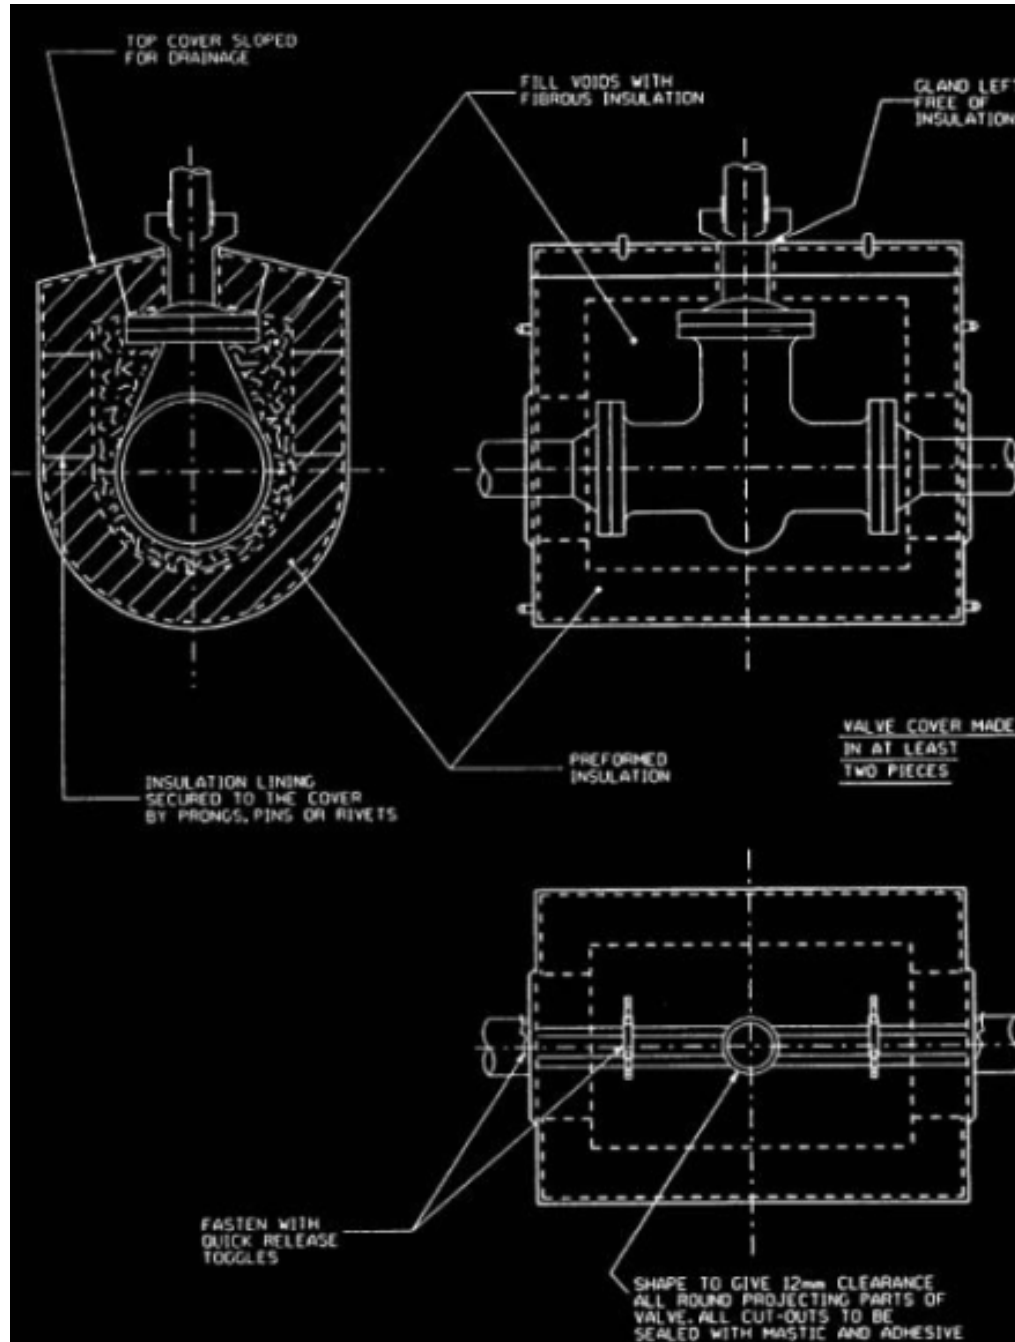 TOP COVER SLOPED
FOR DRAINAGE
FILL VOIDS WITH
FIBROUS INSULATION
GLAND LEFT
FREE OF
INSULATION
VALVE COVER MADE
IN AT LEAST
TWO PIECES
PREFORMED
INSULATION
INSULATION LINING
SECURED TO THE COVER
BY PRONGS, PINS OR RIVETS
FASTEN WITH
QUICK RELEASE
TOGGLES
SHAPE TO GIVE 12mm CLEARANCE
ALL ROUND PROJECTING PARTS OF
VALVE. ALL CUT-OUTS TO BE
SEALED WITH MASTIC AND ADHESIVE